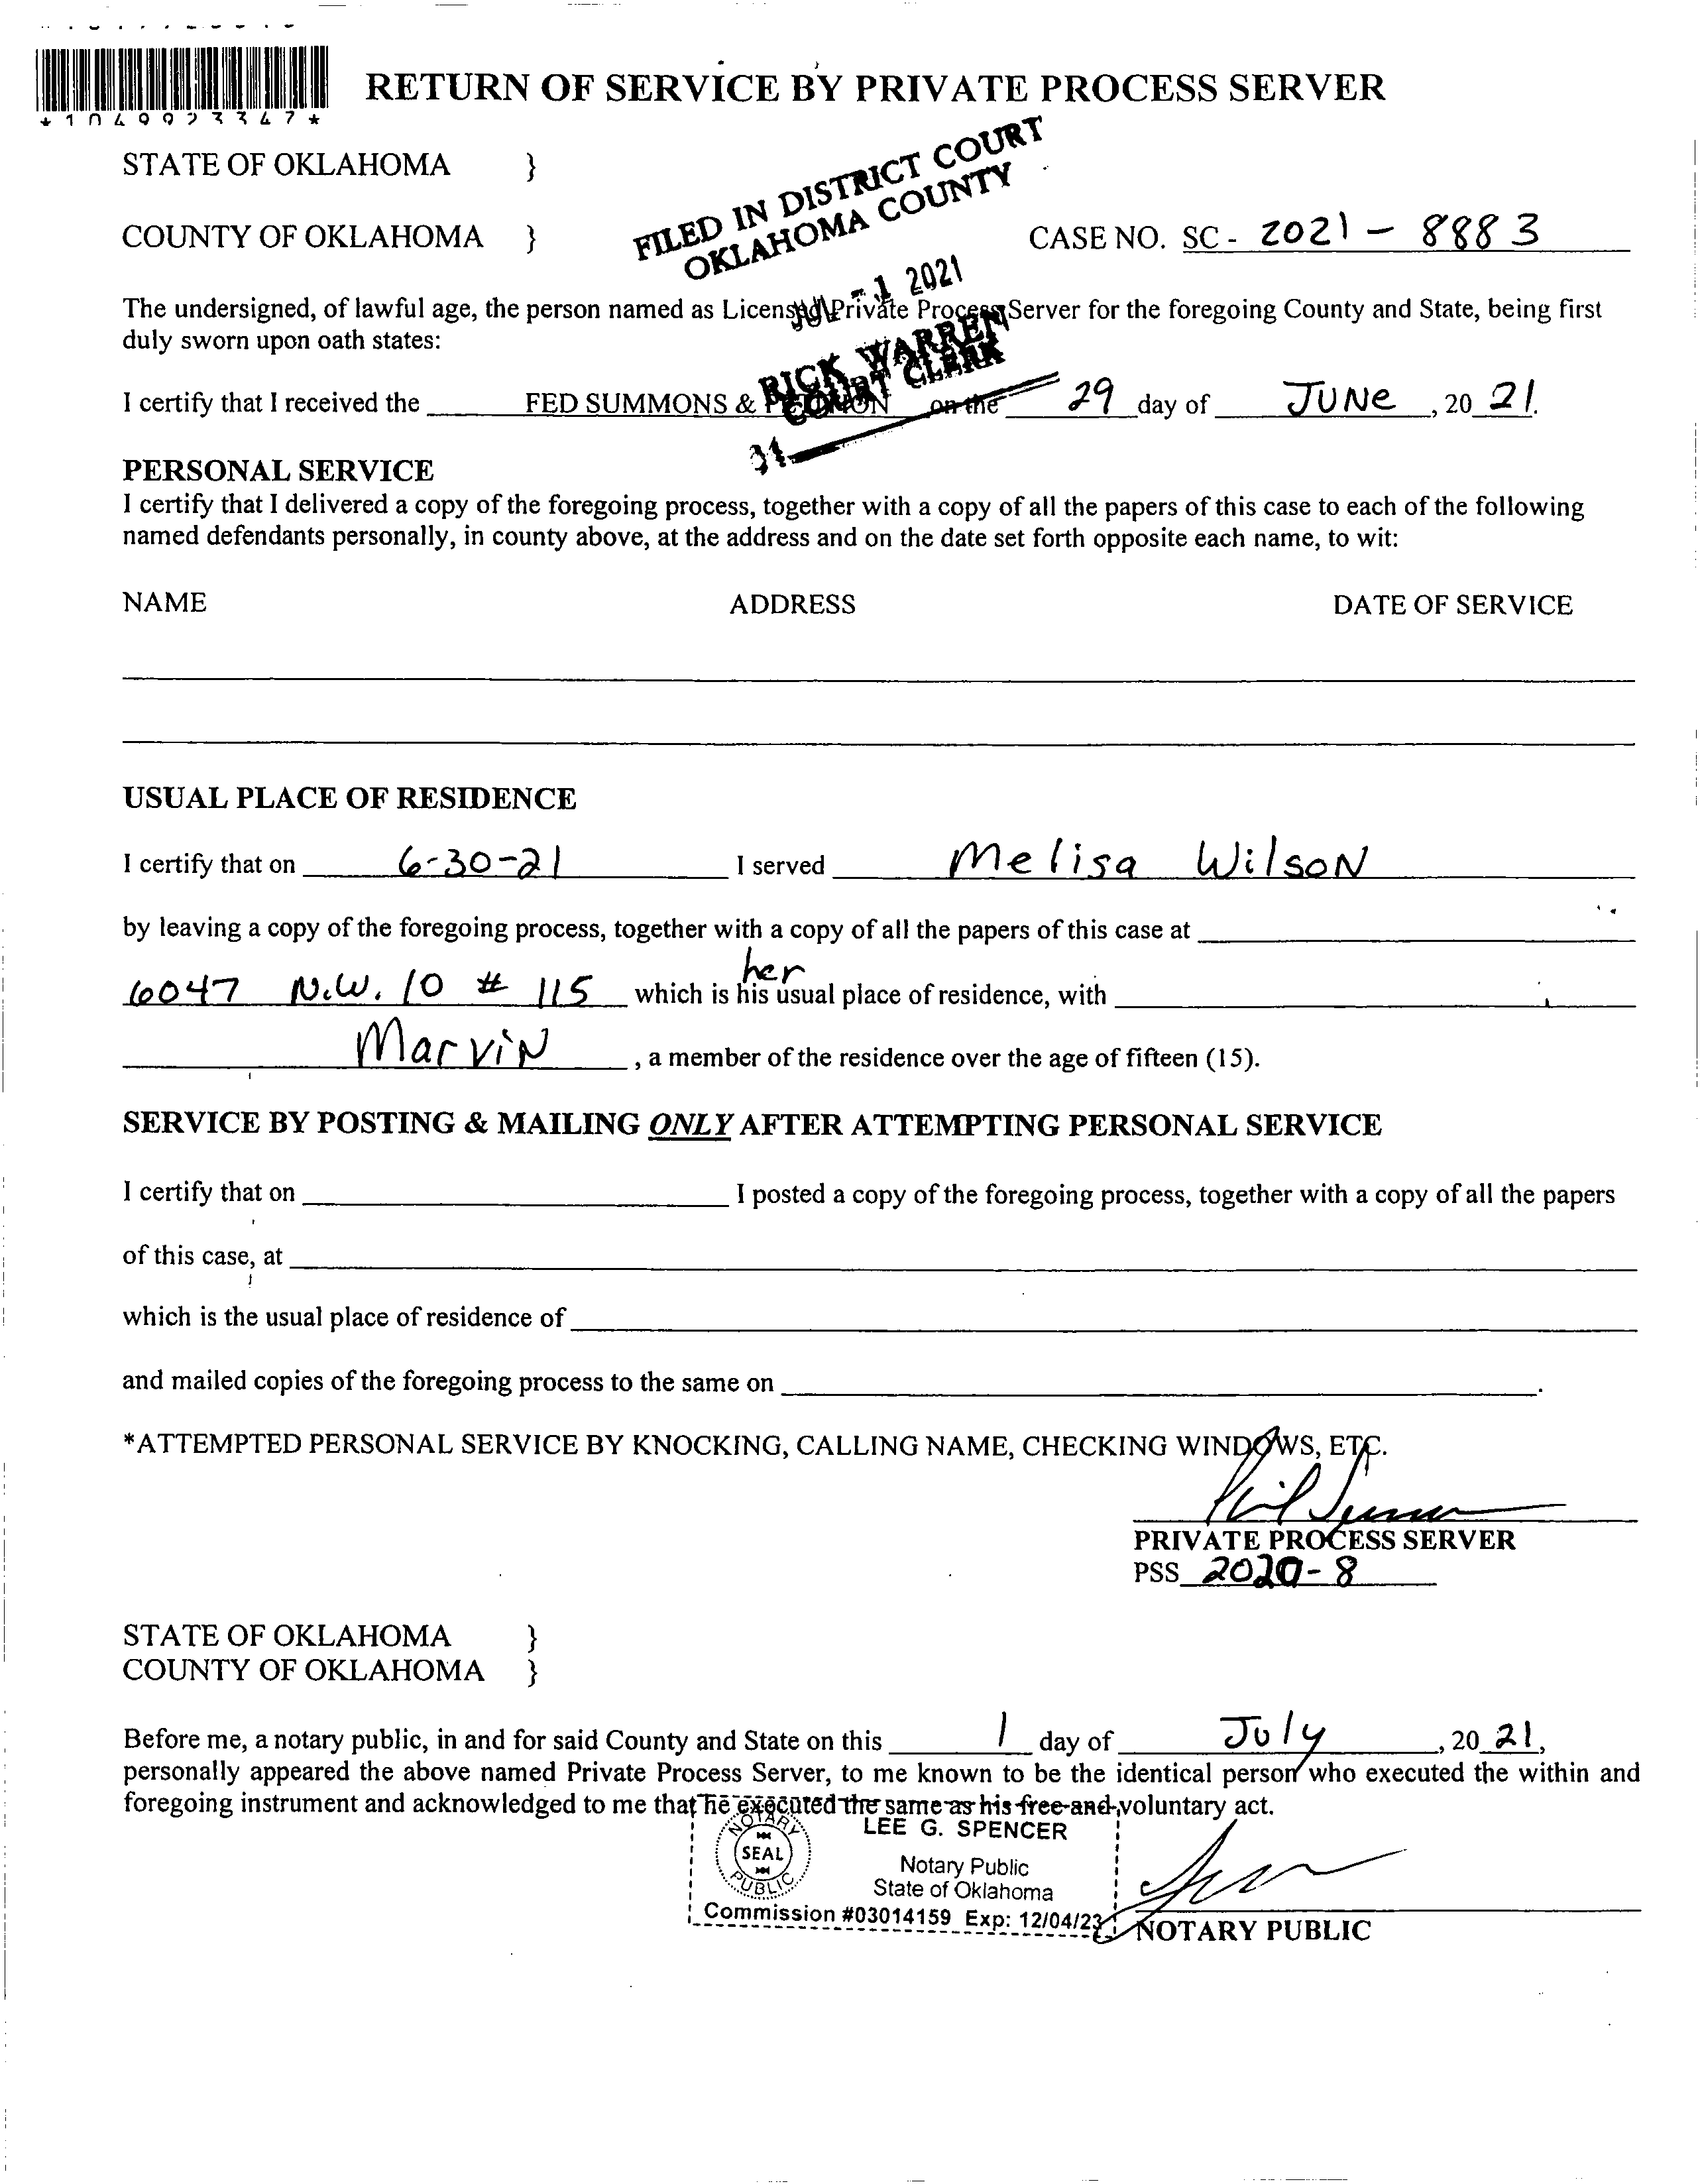 *1049923347*
RETURN OF SERVICE BY PRIVATE PROCESS SERVER
STATE OF OKLAHOMA }
FILED IN DISTRICT COURT
OKLAHOMA COUNTY
COUNTY OF OKLAHOMA } CASE NO. SC - 2021 - 8883
JUL -1 2021
The undersigned, of lawful age, the person named as Licensed Private Process Server for the foregoing County and State, being first
duly sworn upon oath states:
RICK WARREN
COURT CLERK
I certify that I received the FED SUMMONS & PETITION on the 29 day of JUNE, 20 21.
31
PERSONAL SERVICE
I certify that I delivered a copy of the foregoing process, together with a copy of all the papers of this case to each of the following
named defendants personally, in county above, at the address and on the date set forth opposite each name, to wit:
NAME ADDRESS DATE OF SERVICE
USUAL PLACE OF RESIDENCE
I certify that on 6-30-21 I served Melisa Wilson
by leaving a copy of the foregoing process, together with a copy of all the papers of this case at
her
6047 N.W. 10 # 115 which is his usual place of residence, with
Marvin, a member of the residence over the age of fifteen (15).
SERVICE BY POSTING & MAILING ONLY AFTER ATTEMPTING PERSONAL SERVICE
I certify that on I posted a copy of the foregoing process, together with a copy of all the papers
of this case, at
which is the usual place of residence of
and mailed copies of the foregoing process to the same on .
*ATTEMPTED PERSONAL SERVICE BY KNOCKING, CALLING NAME, CHECKING WINDOWS, ETC.
PRIVATE PROCESS SERVER
PSS 2020-8
STATE OF OKLAHOMA }
COUNTY OF OKLAHOMA }
Before me, a notary public, in and for said County and State on this 1 day of July, 20 21,
personally appeared the above named Private Process Server, to me known to be the identical person who executed the within and
foregoing instrument and acknowledged to me that he executed the same as his free and voluntary act.
NOTARY PUBLIC SEAL
LEE G. SPENCER
Notary Public
State of Oklahoma
Commission #03014159 Exp: 12/04/23
NOTARY PUBLIC